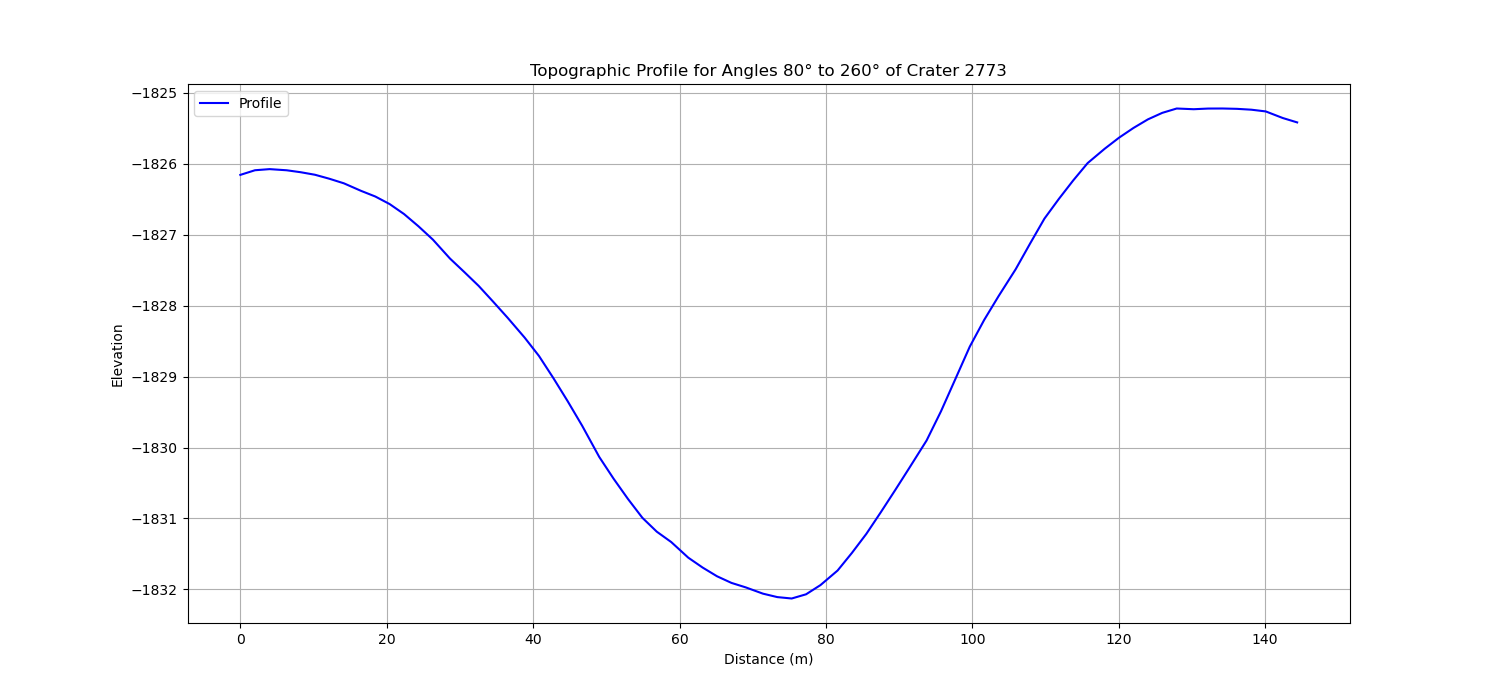 Topographic Profile for Angles 80° to 260° of Crater 2773
Profile
−1825
−1826
−1827
−1828
−1829
−1830
−1831
−1832
Elevation
0 20 40 60 80 100 120 140
Distance (m)